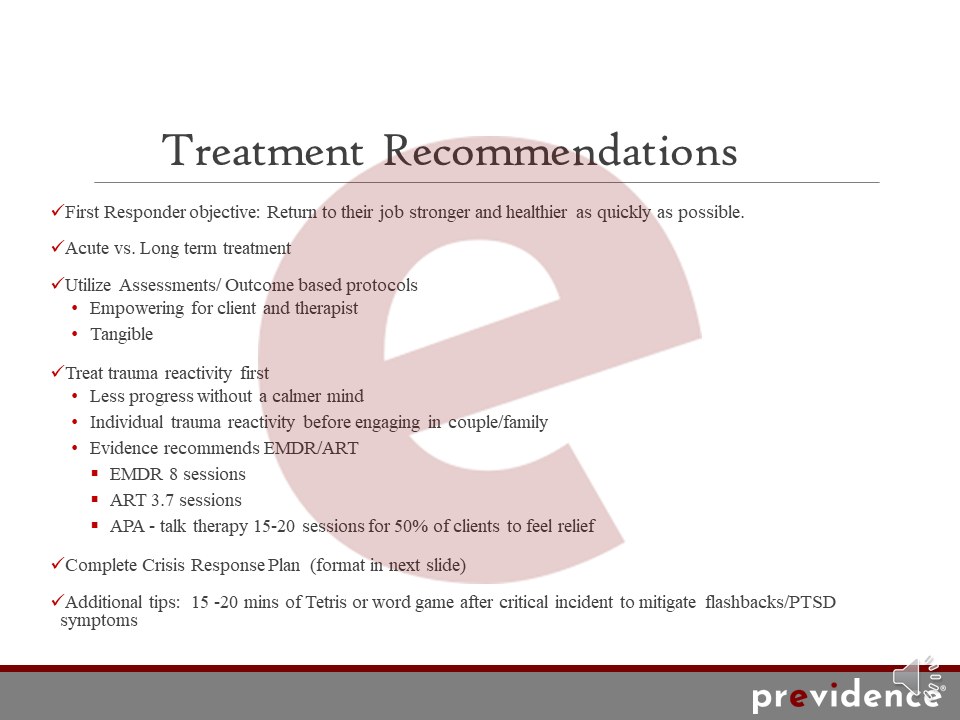 Treatment Recommendations
✓First Responder objective: Return to their job stronger and healthier as quickly as possible.
✓Acute vs. Long term treatment
✓Utilize Assessments/ Outcome based protocols
• Empowering for client and therapist
• Tangible
✓Treat trauma reactivity first
• Less progress without a calmer mind
• Individual trauma reactivity before engaging in couple/family
• Evidence recommends EMDR/ART
▪ EMDR 8 sessions
▪ ART 3.7 sessions
▪ APA - talk therapy 15-20 sessions for 50% of clients to feel relief
✓Complete Crisis Response Plan (format in next slide)
✓Additional tips: 15 -20 mins of Tetris or word game after critical incident to mitigate flashbacks/PTSD
symptoms
e
previdence®